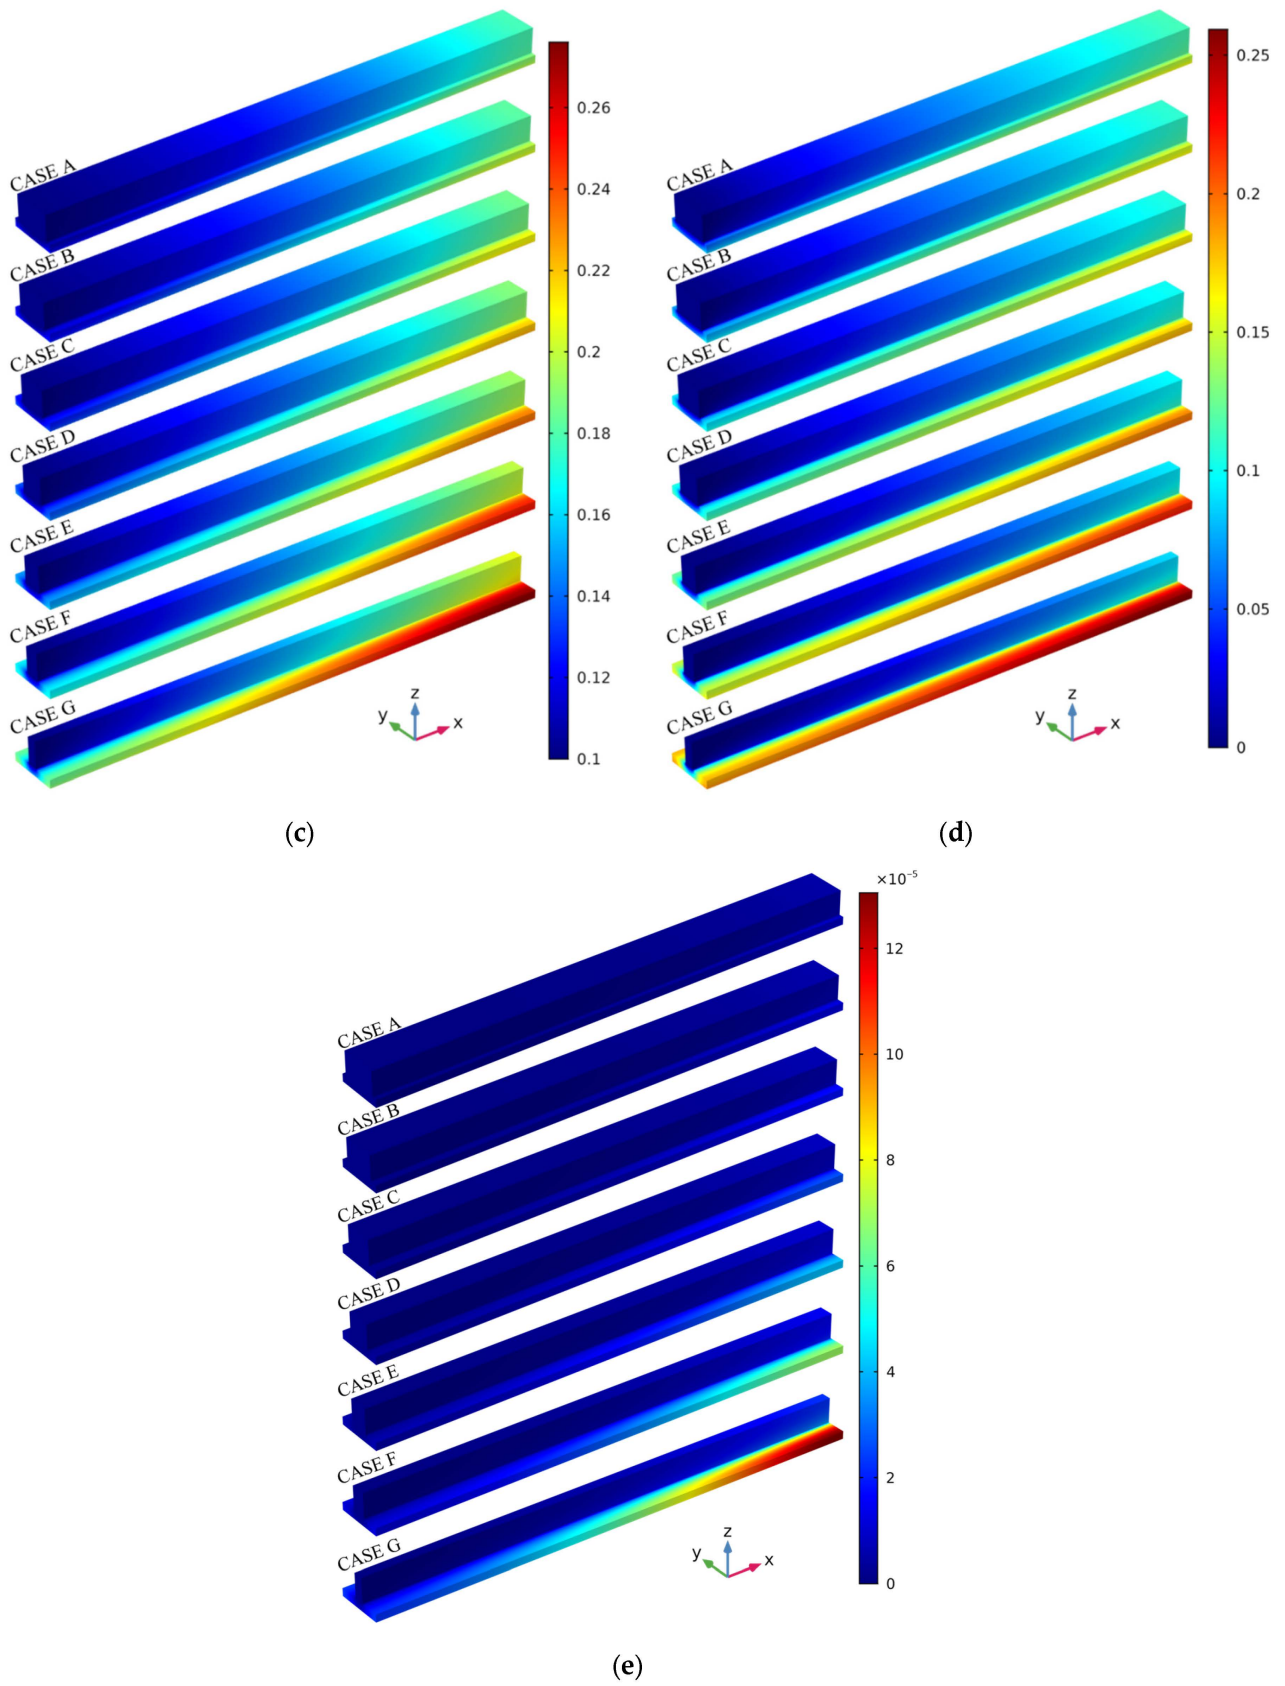 CASE A
CASE B
CASE C
CASE D
CASE E
CASE F
CASE G
0.26
0.24
0.22
0.2
0.18
0.16
0.14
0.12
0.1
z
y
x
(c)
CASE A
CASE B
CASE C
CASE D
CASE E
CASE F
CASE G
0.25
0.2
0.15
0.1
0.05
0
z
y
x
(d)
CASE A
CASE B
CASE C
CASE D
CASE E
CASE F
CASE G
×10⁻⁵
12
10
8
6
4
2
0
z
y
x
(e)